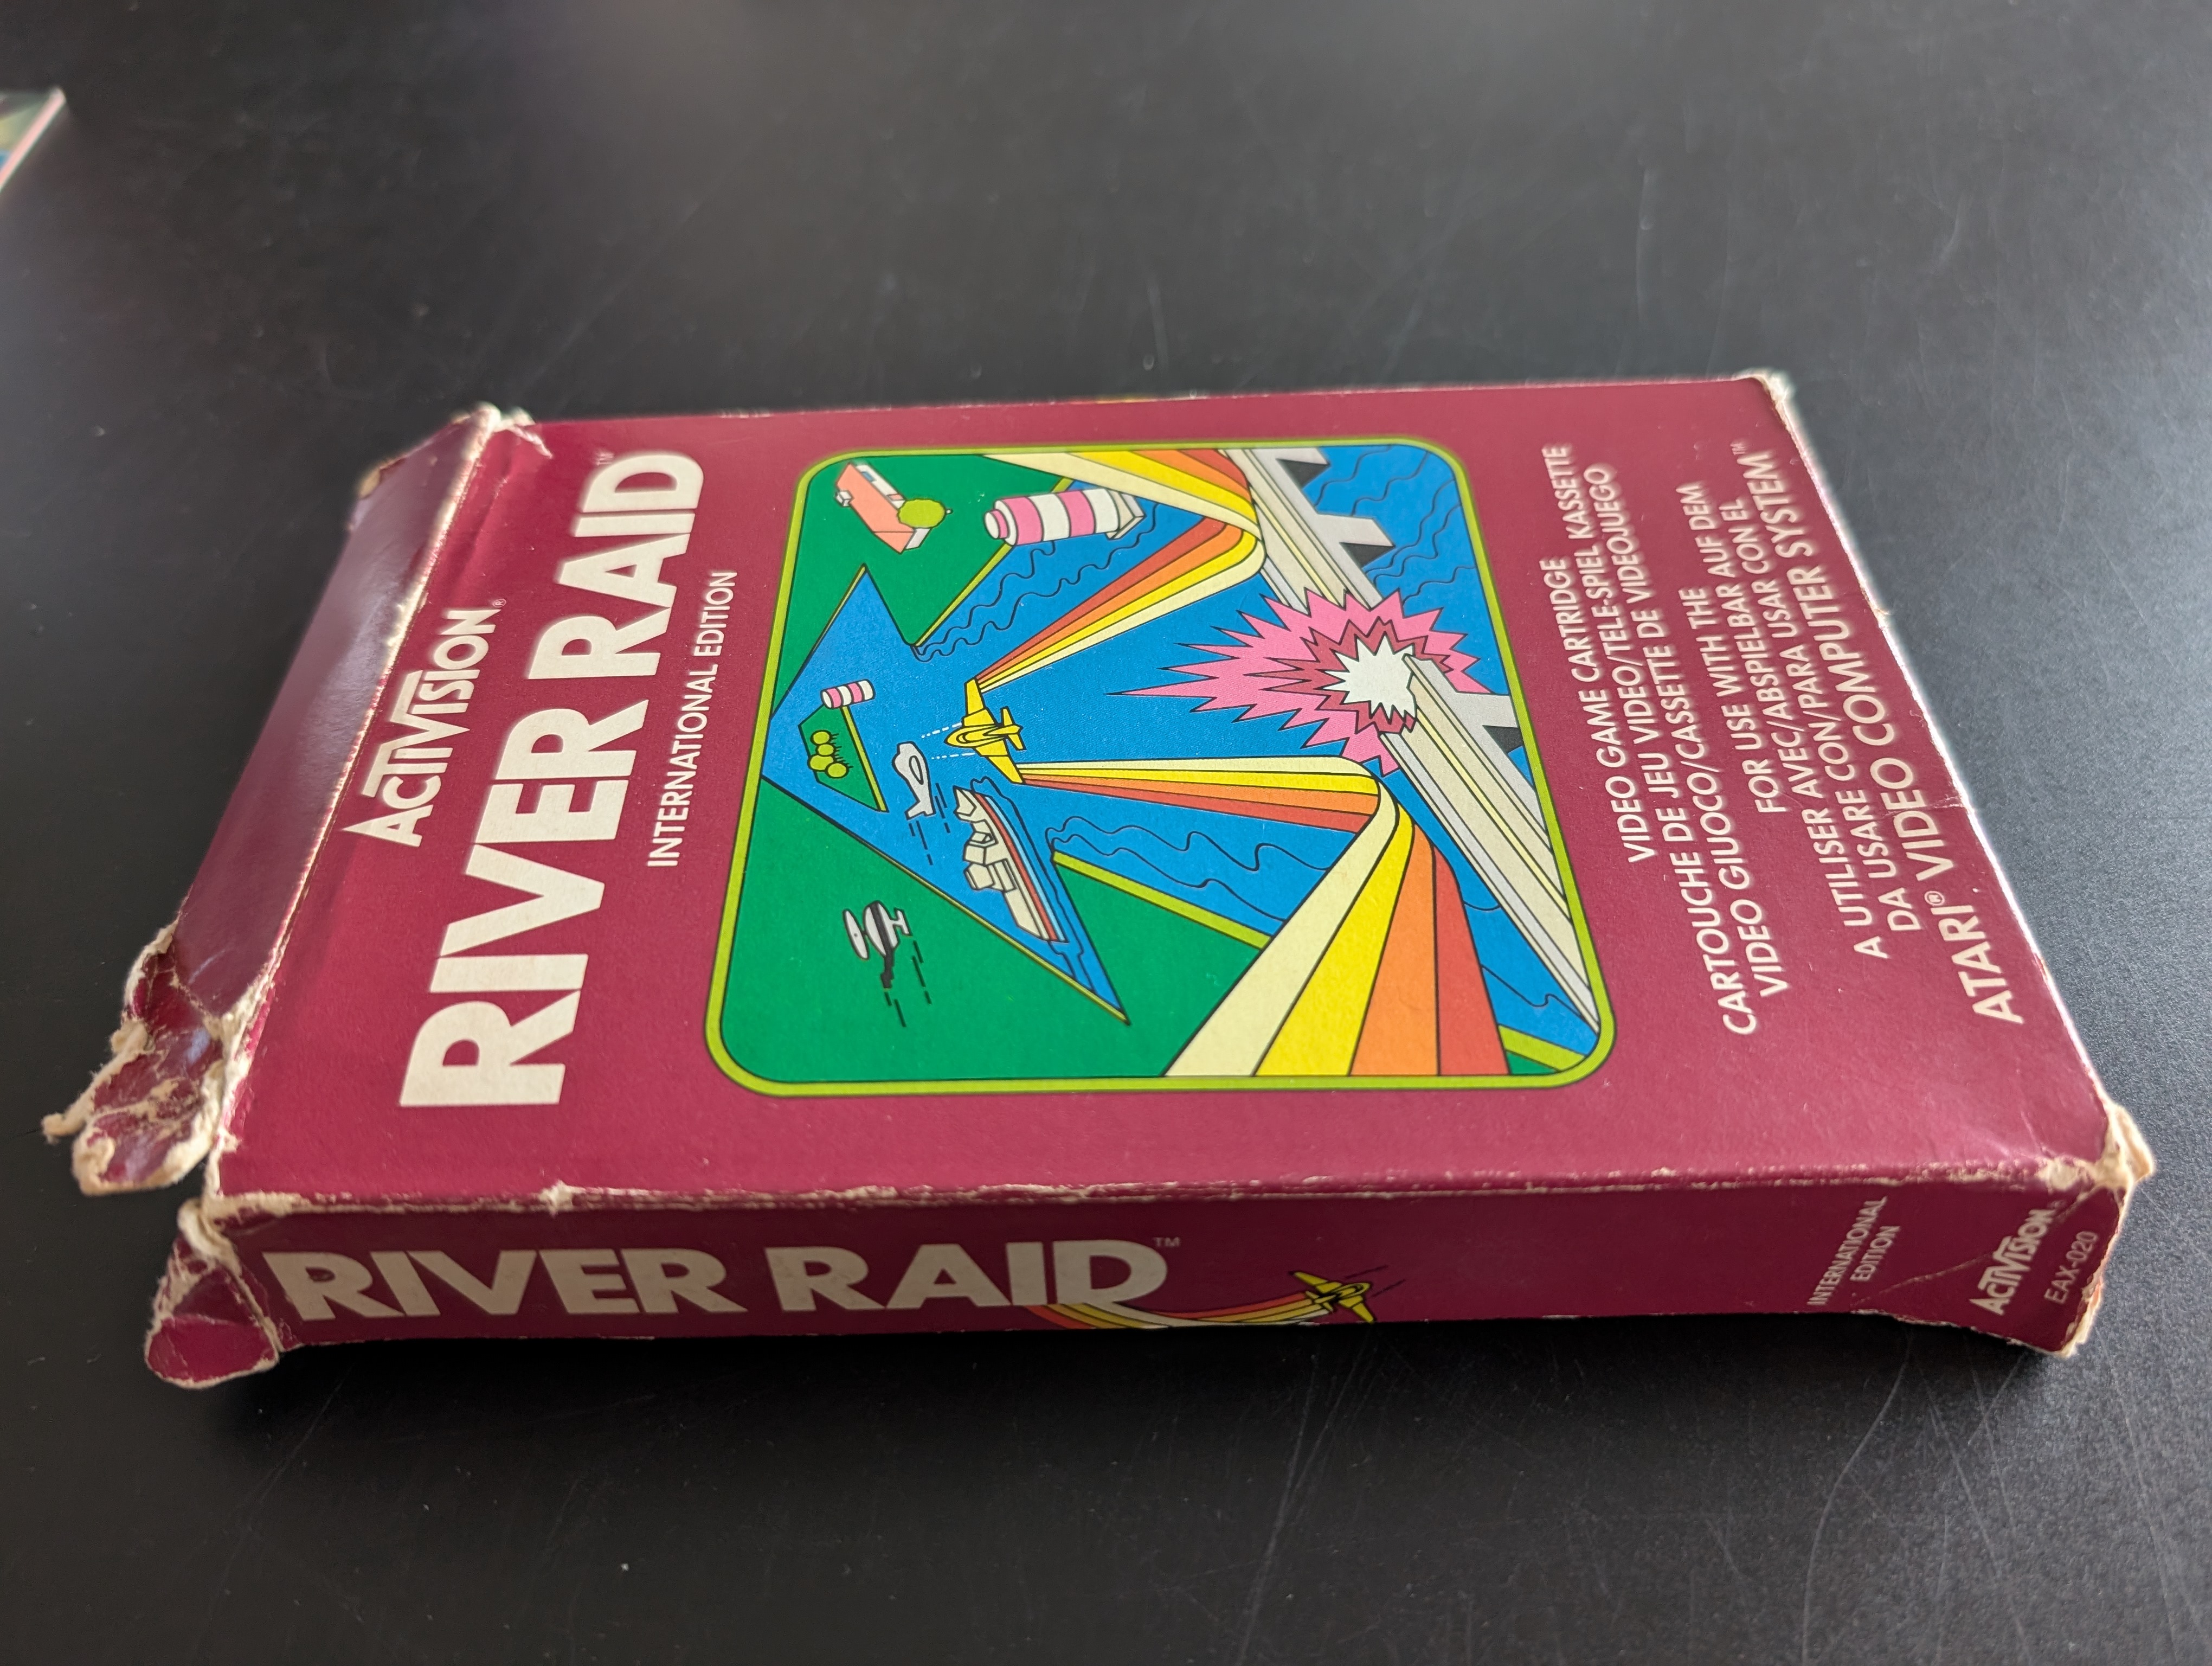 ACTIVISION®
RIVER RAID™
INTERNATIONAL EDITION
VIDEO GAME CARTRIDGE
CARTOUCHE DE JEU VIDEO/TELE-SPIEL KASSETTE
VIDEO GIUOCO/CASSETTE DE VIDEOJUEGO
FOR USE WITH THE
A UTILISER AVEC/ABSPIELBAR AUF DEM
DA USARE CON/PARA USAR CON EL
ATARI® VIDEO COMPUTER SYSTEM™
RIVER RAID™
INTERNATIONAL
EDITION
ACTIVISION®
EAX-020